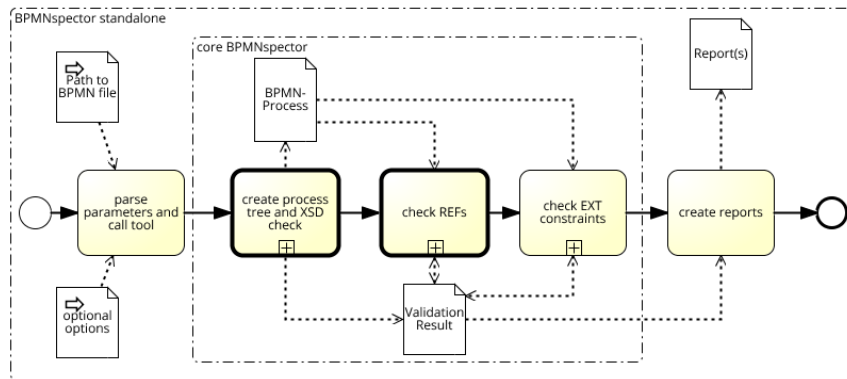 BPMNspector standalone
core BPMNspector
Path to
BPMN file
BPMN-
Process
Report(s)
parse
parameters and
call tool
create process
tree and XSD
check
check REFs
check EXT
constraints
create reports
optional
options
Validation
Result